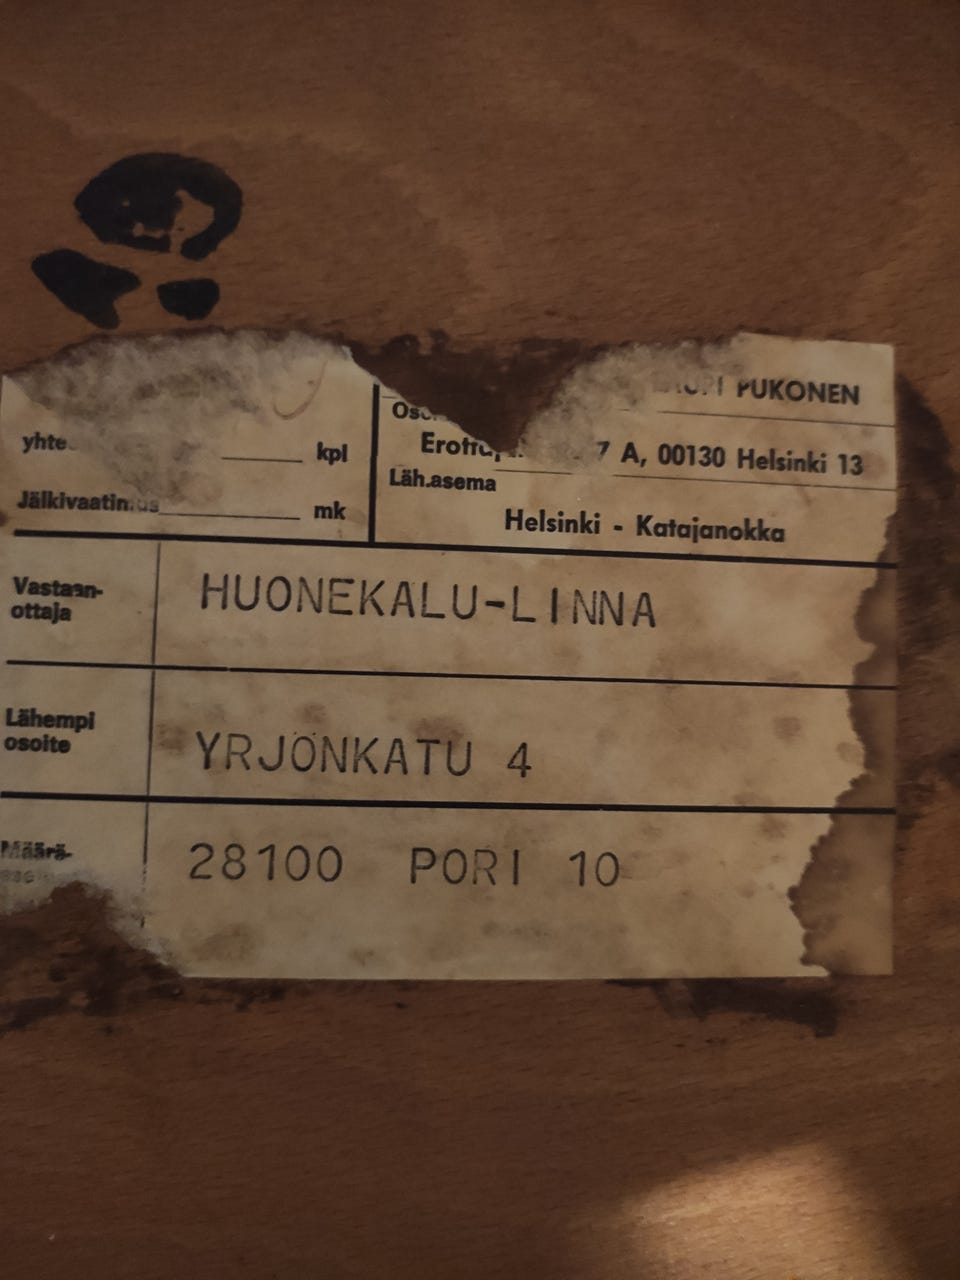 PUKONEN
7 A, 00130 Helsinki 13
yhte
kpl
Läh.asema
Jälkivaatimus
mk
Helsinki - Katajanokka
Vastaan-
ottaja
HUONEKALU-LINNA
Lähempi
osoite
YRJÖNKATU 4
Määrä-
28100 PORI 10